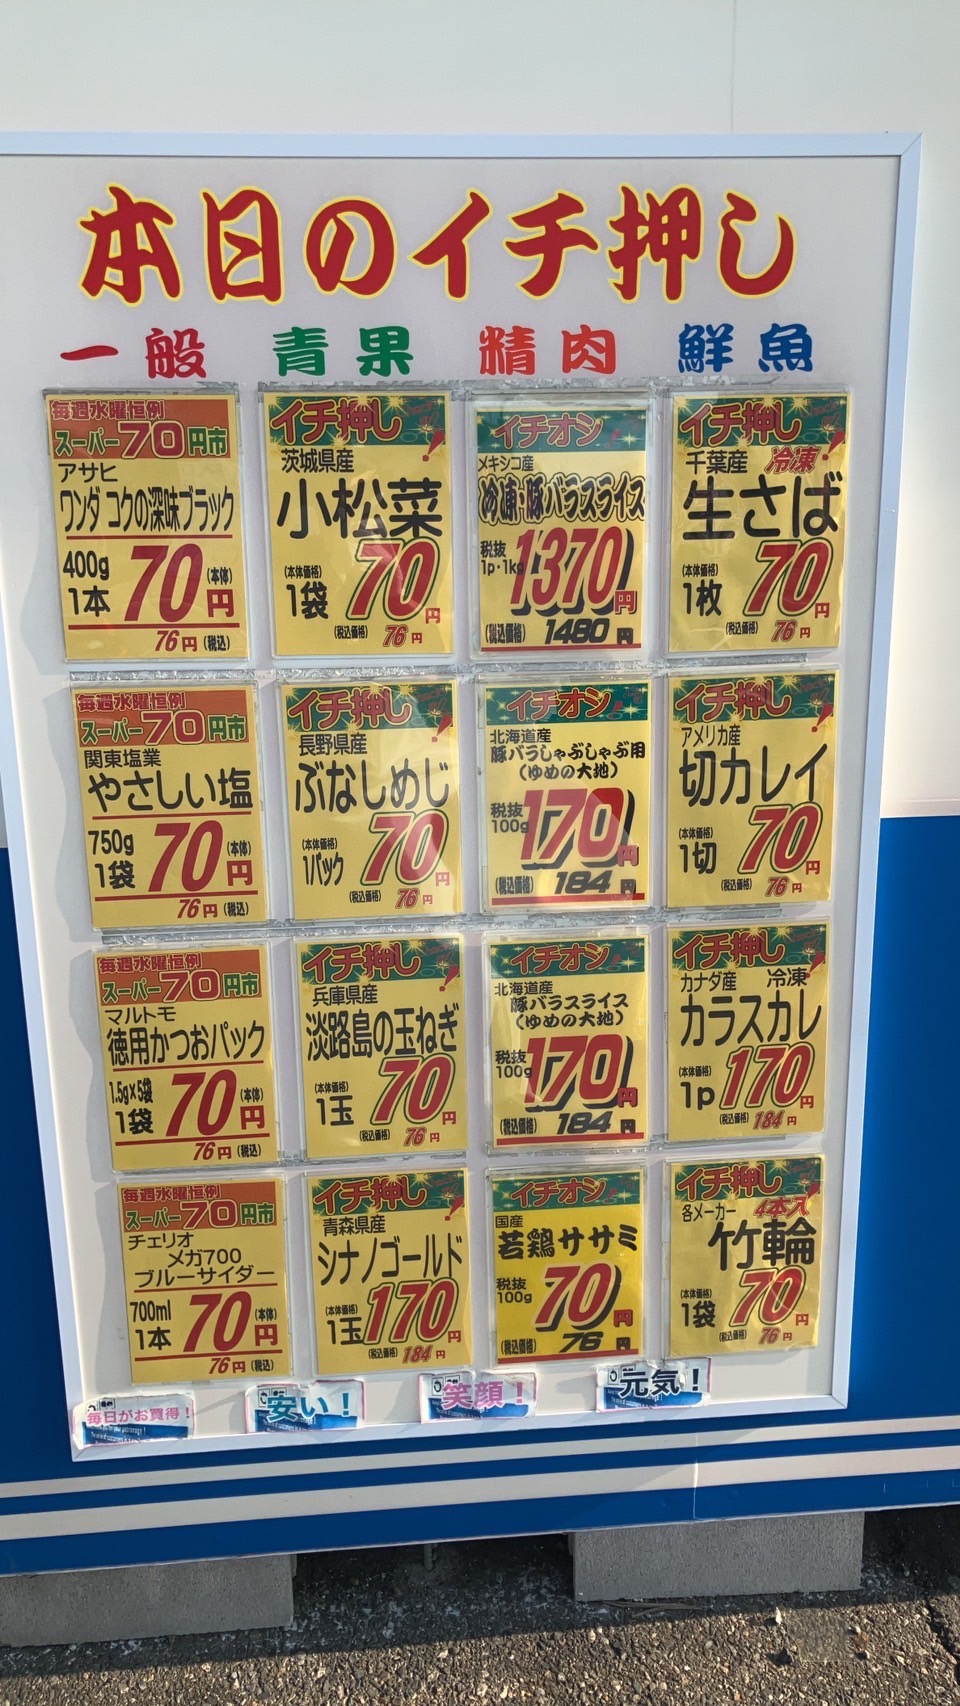 本日のイチ押し
一般 青果 精肉 鮮魚
毎週水曜恒例
スーパー70円市
アサヒ
ワンダ コクの深味ブラック
400g
1本 70円 (本体)
76円 (税込)
イチ押し!
茨城県産
小松菜
(本体価格)
1袋 70円
(税込価格) 76円
イチオシ!
メキシコ産
冷凍・豚バラスライス
税抜
1p・1kg 1370円
(税込価格) 1480円
イチ押し!
千葉産 冷凍
生さば
(本体価格)
1枚 70円
(税込価格) 76円
毎週水曜恒例
スーパー70円市
関東塩業
やさしい塩
750g
1袋 70円 (本体)
76円 (税込)
イチ押し!
長野県産
ぶなしめじ
(本体価格)
1パック 70円
(税込価格) 76円
イチオシ!
北海道産
豚バラしゃぶしゃぶ用
(ゆめの大地)
税抜
100g 170円
(税込価格) 184円
イチ押し!
アメリカ産
切カレイ
(本体価格)
1切 70円
(税込価格) 76円
毎週水曜恒例
スーパー70円市
マルトモ
徳用かつおパック
1.5g×5袋
1袋 70円 (本体)
76円 (税込)
イチ押し!
兵庫県産
淡路島の玉ねぎ
(本体価格)
1玉 70円
(税込価格) 76円
イチオシ!
北海道産
豚バラスライス
(ゆめの大地)
税抜
100g 170円
(税込価格) 184円
イチ押し!
カナダ産 冷凍
カラスカレ
(本体価格)
1p 170円
(税込価格) 184円
毎週水曜恒例
スーパー70円市
チェリオ
メガ700
ブルーサイダー
700ml
1本 70円 (本体)
76円 (税込)
イチ押し!
青森県産
シナノゴールド
(本体価格)
1玉 170円
(税込価格) 184円
イチオシ!
国産
若鶏ササミ
税抜
100g 70円
(税込価格) 76円
イチ押し!
各メーカー 4本入
竹輪
(本体価格)
1袋 70円
(税込価格) 76円
毎日がお買得!
安い!
笑顔!
元気!